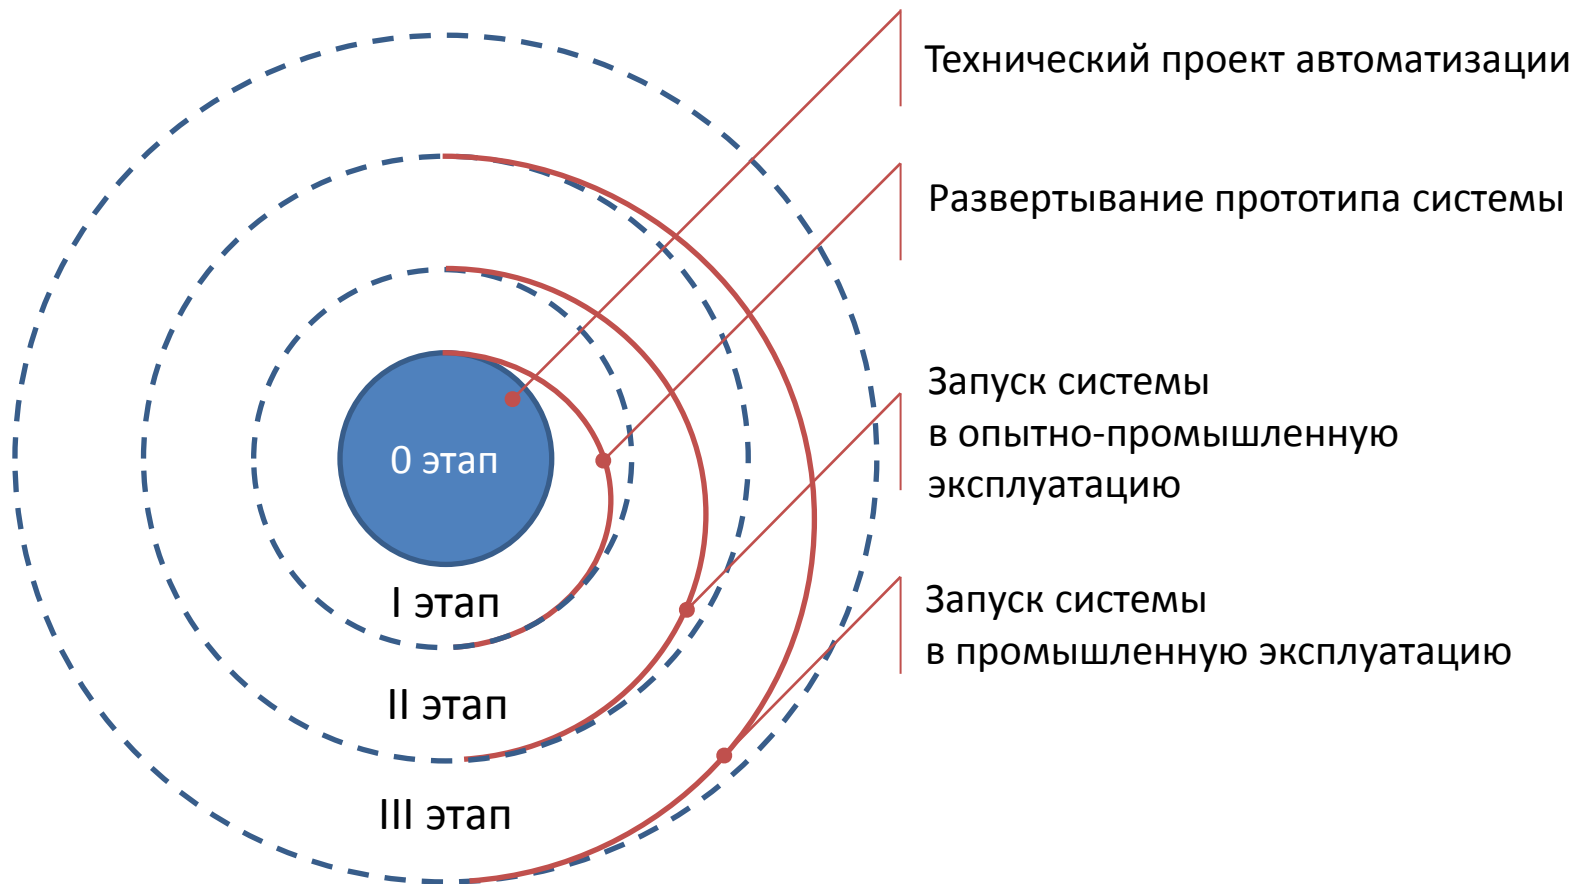 Технический проект автоматизации
Развертывание прототипа системы
Запуск системы
в опытно-промышленную
эксплуатацию
Запуск системы
в промышленную эксплуатацию
0 этап
I этап
II этап
III этап